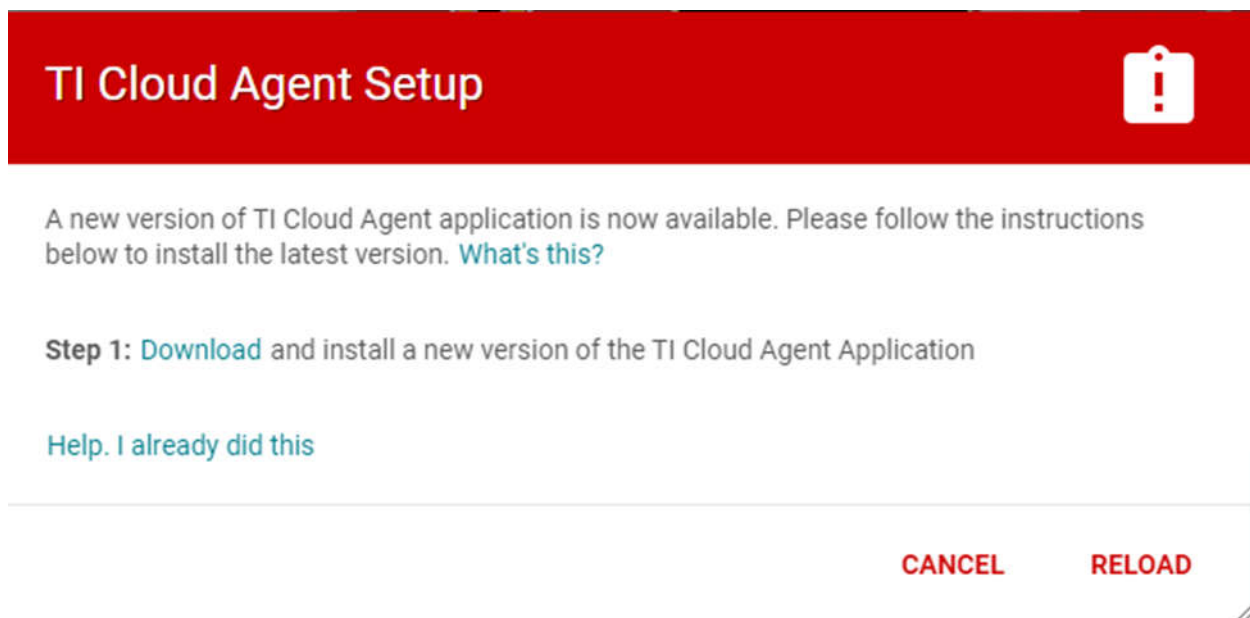 TI Cloud Agent Setup
A new version of TI Cloud Agent application is now available. Please follow the instructions
below to install the latest version. What's this?
Step 1: Download and install a new version of the TI Cloud Agent Application
Help. I already did this
CANCEL RELOAD